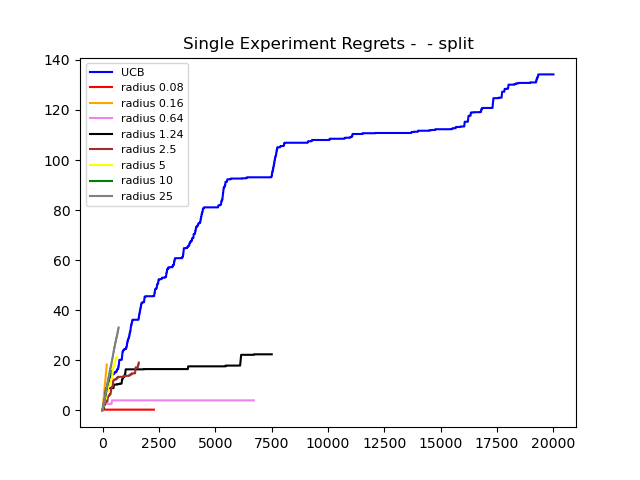 Single Experiment Regrets -  - split
140
120
100
80
60
40
20
0
UCB
radius 0.08
radius 0.16
radius 0.64
radius 1.24
radius 2.5
radius 5
radius 10
radius 25
0 2500 5000 7500 10000 12500 15000 17500 20000